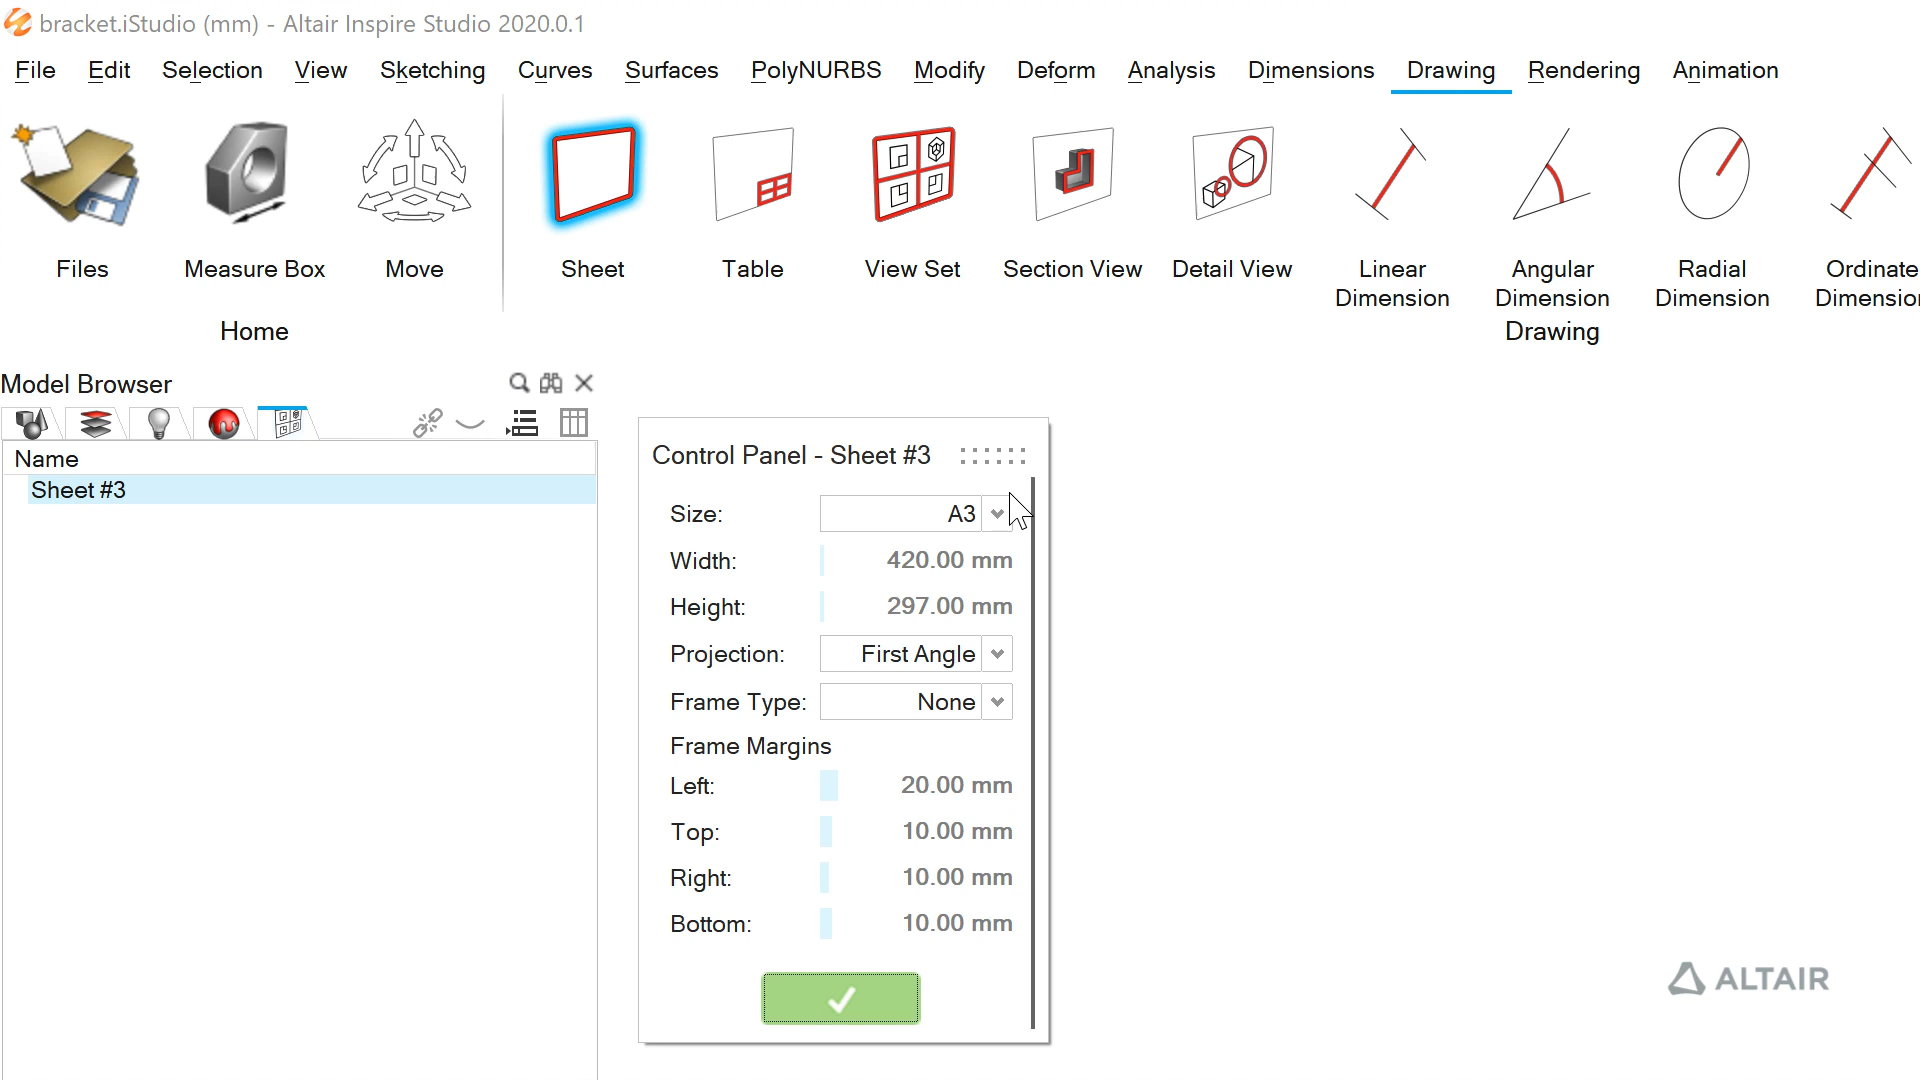 bracket.iStudio (mm) - Altair Inspire Studio 2020.0.1
File Edit Selection View Sketching Curves Surfaces PolyNURBS Modify Deform Analysis Dimensions Drawing Rendering Animation
Files Measure Box Move Sheet Table View Set Section View Detail View Linear Dimension Angular Dimension Radial Dimension Ordinate Dimensio
Home Drawing
Model Browser
Name
Sheet #3
Control Panel - Sheet #3
Size: A3
Width: 420.00 mm
Height: 297.00 mm
Projection: First Angle
Frame Type: None
Frame Margins
Left: 20.00 mm
Top: 10.00 mm
Right: 10.00 mm
Bottom: 10.00 mm
ALTAIR